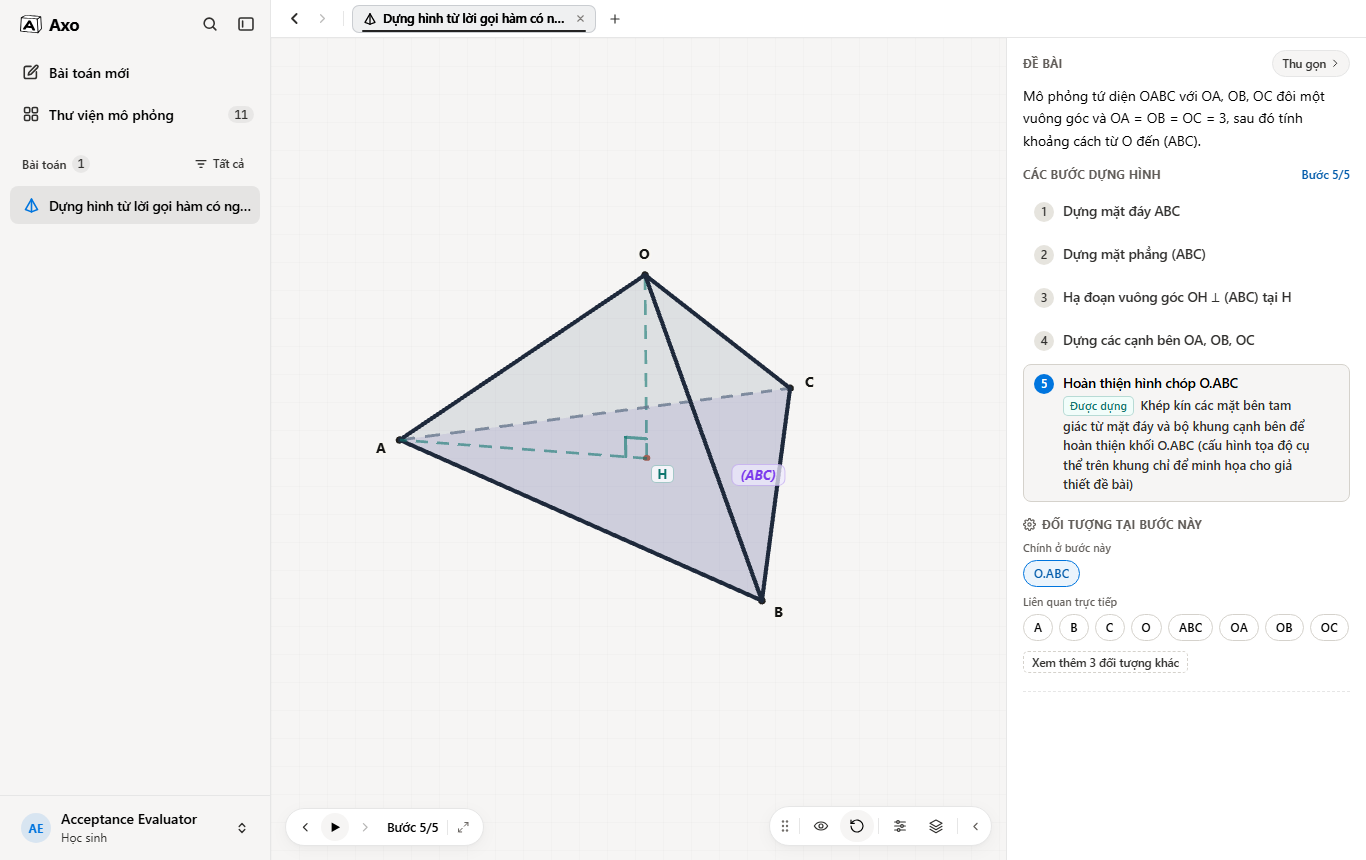 Axo
Bài toán mới
Thư viện mô phỏng 11
Bài toán 1 Tất cả
Dựng hình từ lời gọi hàm có ng...
AE Acceptance Evaluator
Học sinh
Dựng hình từ lời gọi hàm có n...
O
C
A
H
(ABC)
B
Bước 5/5
ĐỀ BÀI
Thu gọn
Mô phỏng tứ diện OABC với OA, OB, OC đôi một
vuông góc và OA = OB = OC = 3, sau đó tính
khoảng cách từ O đến (ABC).
CÁC BƯỚC DỰNG HÌNH Bước 5/5
1 Dựng mặt đáy ABC
2 Dựng mặt phẳng (ABC)
3 Hạ đoạn vuông góc OH ⊥ (ABC) tại H
4 Dựng các cạnh bên OA, OB, OC
5 Hoàn thiện hình chóp O.ABC
Được dựng Khép kín các mặt bên tam
giác từ mặt đáy và bộ khung cạnh bên để
hoàn thiện khối O.ABC (cấu hình tọa độ cụ
thể trên khung chỉ để minh họa cho giả
thiết đề bài)
ĐỐI TƯỢNG TẠI BƯỚC NÀY
Chính ở bước này
O.ABC
Liên quan trực tiếp
A B C O ABC OA OB OC
Xem thêm 3 đối tượng khác